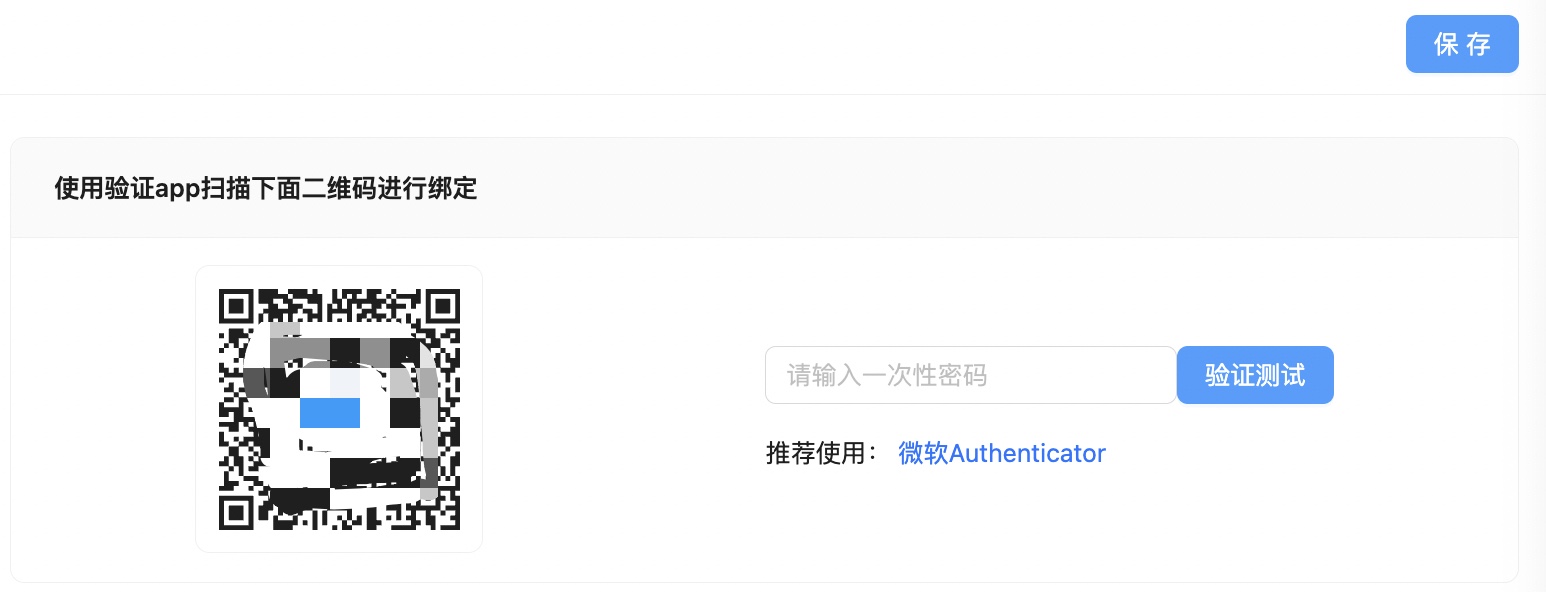 保 存
使用验证app扫描下面二维码进行绑定
请输入一次性密码
验证测试
推荐使用： 微软Authenticator